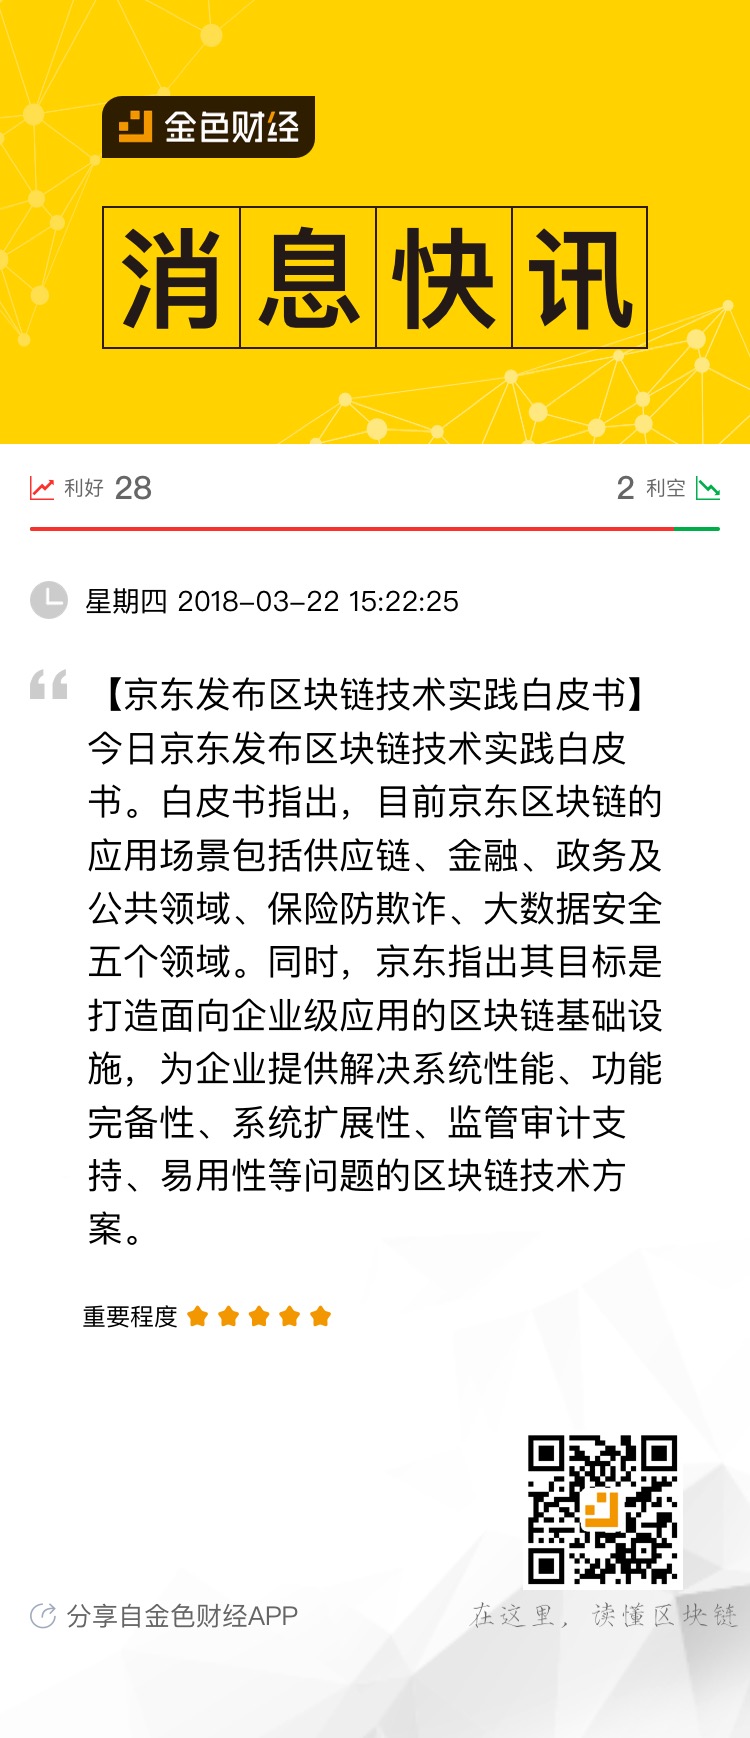 金色财经
消息快讯
利好 28
2 利空
星期四 2018-03-22 15:22:25
【京东发布区块链技术实践白皮书】
今日京东发布区块链技术实践白皮
书。白皮书指出，目前京东区块链的
应用场景包括供应链、金融、政务及
公共领域、保险防欺诈、大数据安全
五个领域。同时，京东指出其目标是
打造面向企业级应用的区块链基础设
施，为企业提供解决系统性能、功能
完备性、系统扩展性、监管审计支
持、易用性等问题的区块链技术方
案。
重要程度
分享自金色财经APP
在这里，读懂区块链